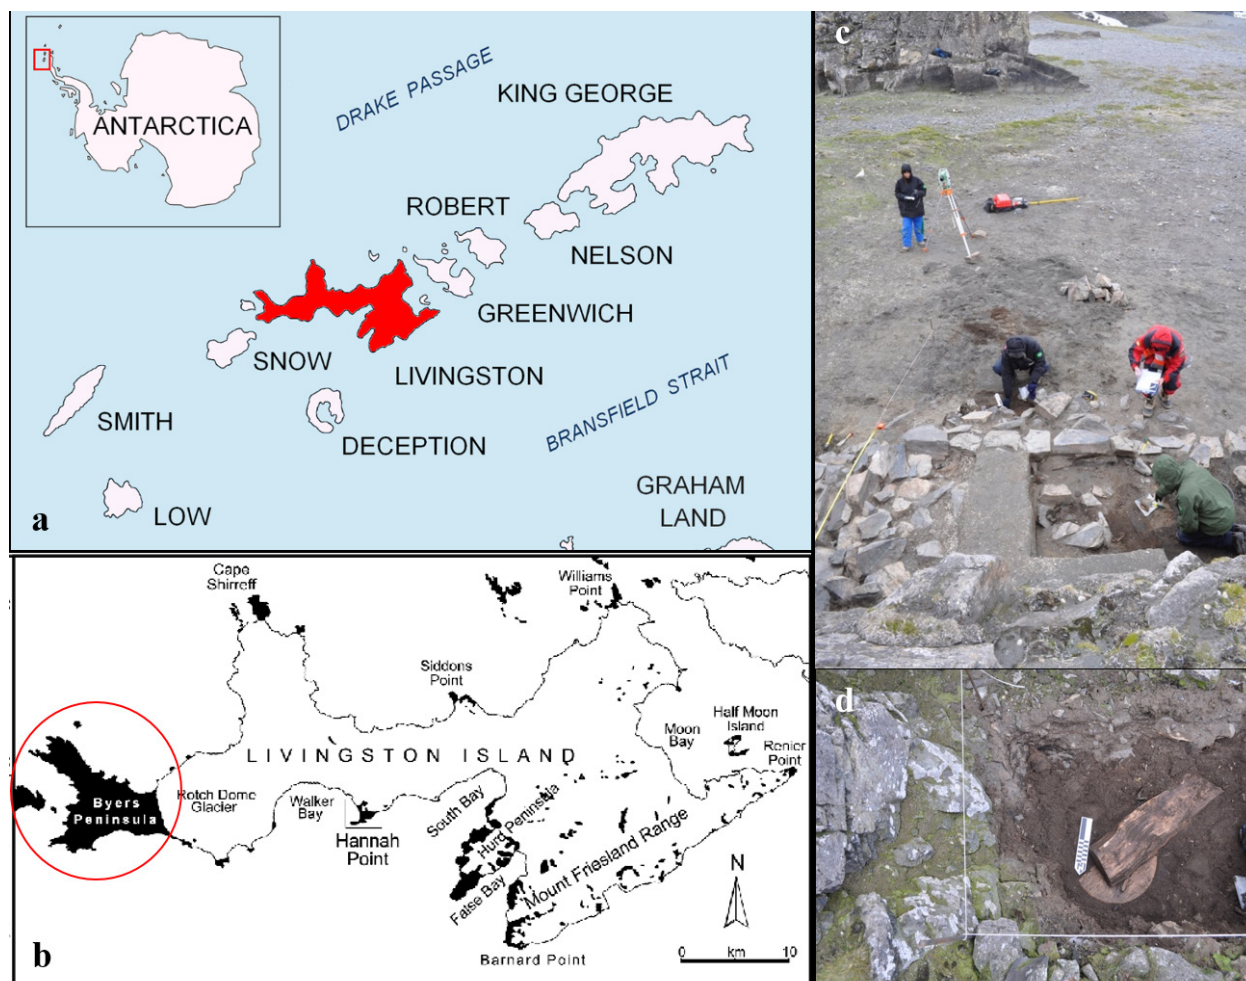 ANTARCTICA
DRAKE PASSAGE
KING GEORGE
ROBERT
NELSON
GREENWICH
SNOW
LIVINGSTON
SMITH
DECEPTION
BRANSFIELD STRAIT
LOW
GRAHAM
LAND
a
Cape
Shirreff
Williams
Point
Siddons
Point
Half Moon
Island
Moon
Bay
Renier
Point
LIVINGSTON ISLAND
Byers
Peninsula
Rotch Dome
Glacier
Walker
Bay
Hannah
Point
South Bay
Hurd Peninsula
False Bay
Mount Friesland Range
Barnard Point
N
0 km 10
b
c
d